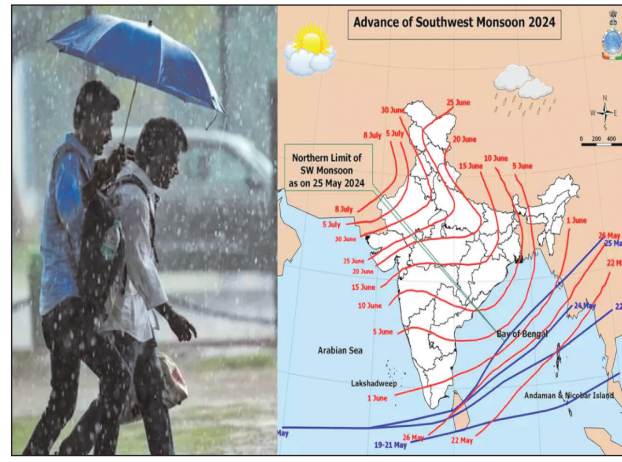 Advance of Southwest Monsoon 2024
N
W
E
S
0 200 400
Northern Limit of
SW Monsoon
as on 25 May 2024
30 June
25 June
8 July
5 July
20 June
15 June
10 June
5 June
8 July
5 July
30 June
25 June
20 June
15 June
10 June
5 June
1 June
1 June
26 May
25 Ma
22 M
24 May
22
Bay of Bengal
Arabian Sea
Lakshadweep
Andaman & Nicobar Island
May
19-21 May
26 May
22 May